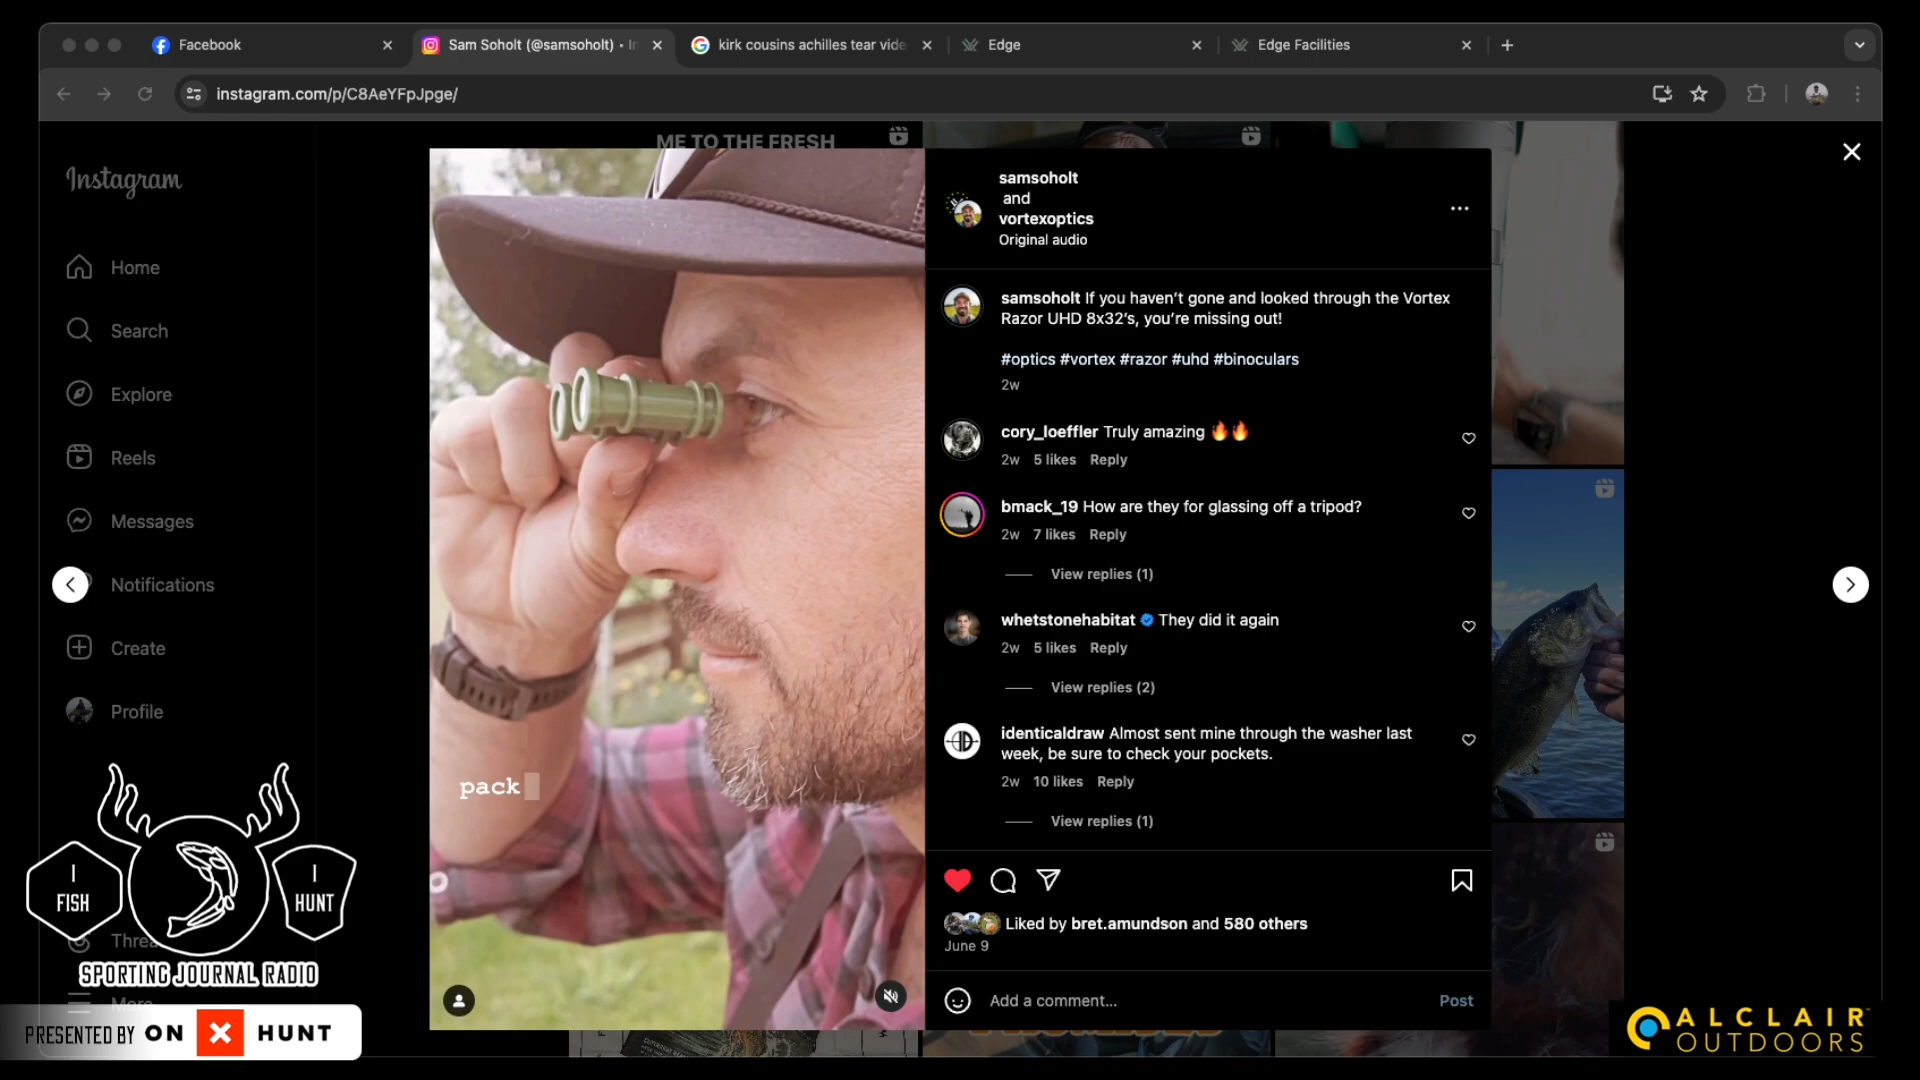 Facebook
Sam Soholt (@samsoholt) • In
kirk cousins achilles tear vide
Edge
Edge Facilities
instagram.com/p/C8AeYFpJpge/
ME TO THE FRESH
Instagram
Home
Search
Explore
Reels
Messages
Notifications
Create
Profile
Threa
More
pack
samsoholt
and
vortexoptics
Original audio
samsoholt If you haven't gone and looked through the Vortex
Razor UHD 8x32's, you're missing out!
#optics #vortex #razor #uhd #binoculars
2w
cory_loeffler Truly amazing 🔥🔥
2w 5 likes Reply
bmack_19 How are they for glassing off a tripod?
2w 7 likes Reply
View replies (1)
whetstonehabitat They did it again
2w 5 likes Reply
View replies (2)
identicaldraw Almost sent mine through the washer last
week, be sure to check your pockets.
2w 10 likes Reply
View replies (1)
Liked by bret.amundson and 580 others
June 9
Add a comment...
Post
I FISH
I HUNT
SPORTING JOURNAL RADIO
PRESENTED BY ON X HUNT
ALCLAIR
OUTDOORS